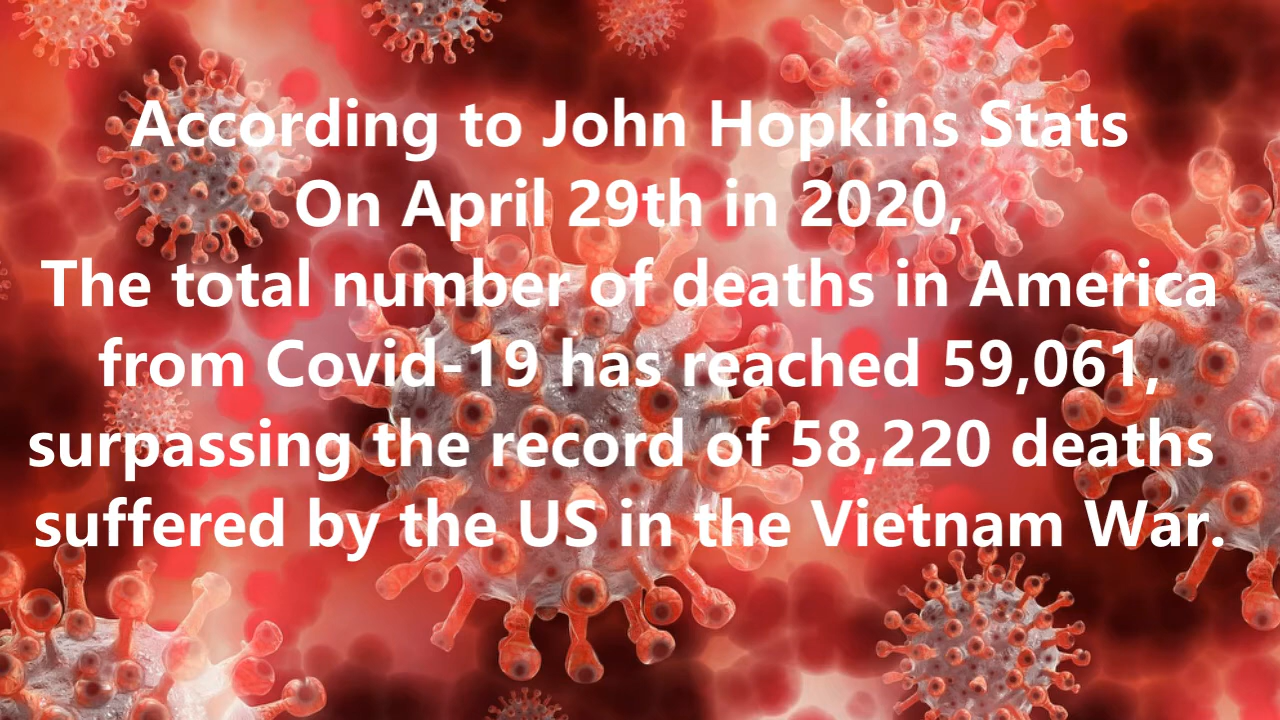 According to John Hopkins Stats
On April 29th in 2020,
The total number of deaths in America
from Covid-19 has reached 59,061,
surpassing the record of 58,220 deaths
suffered by the US in the Vietnam War.